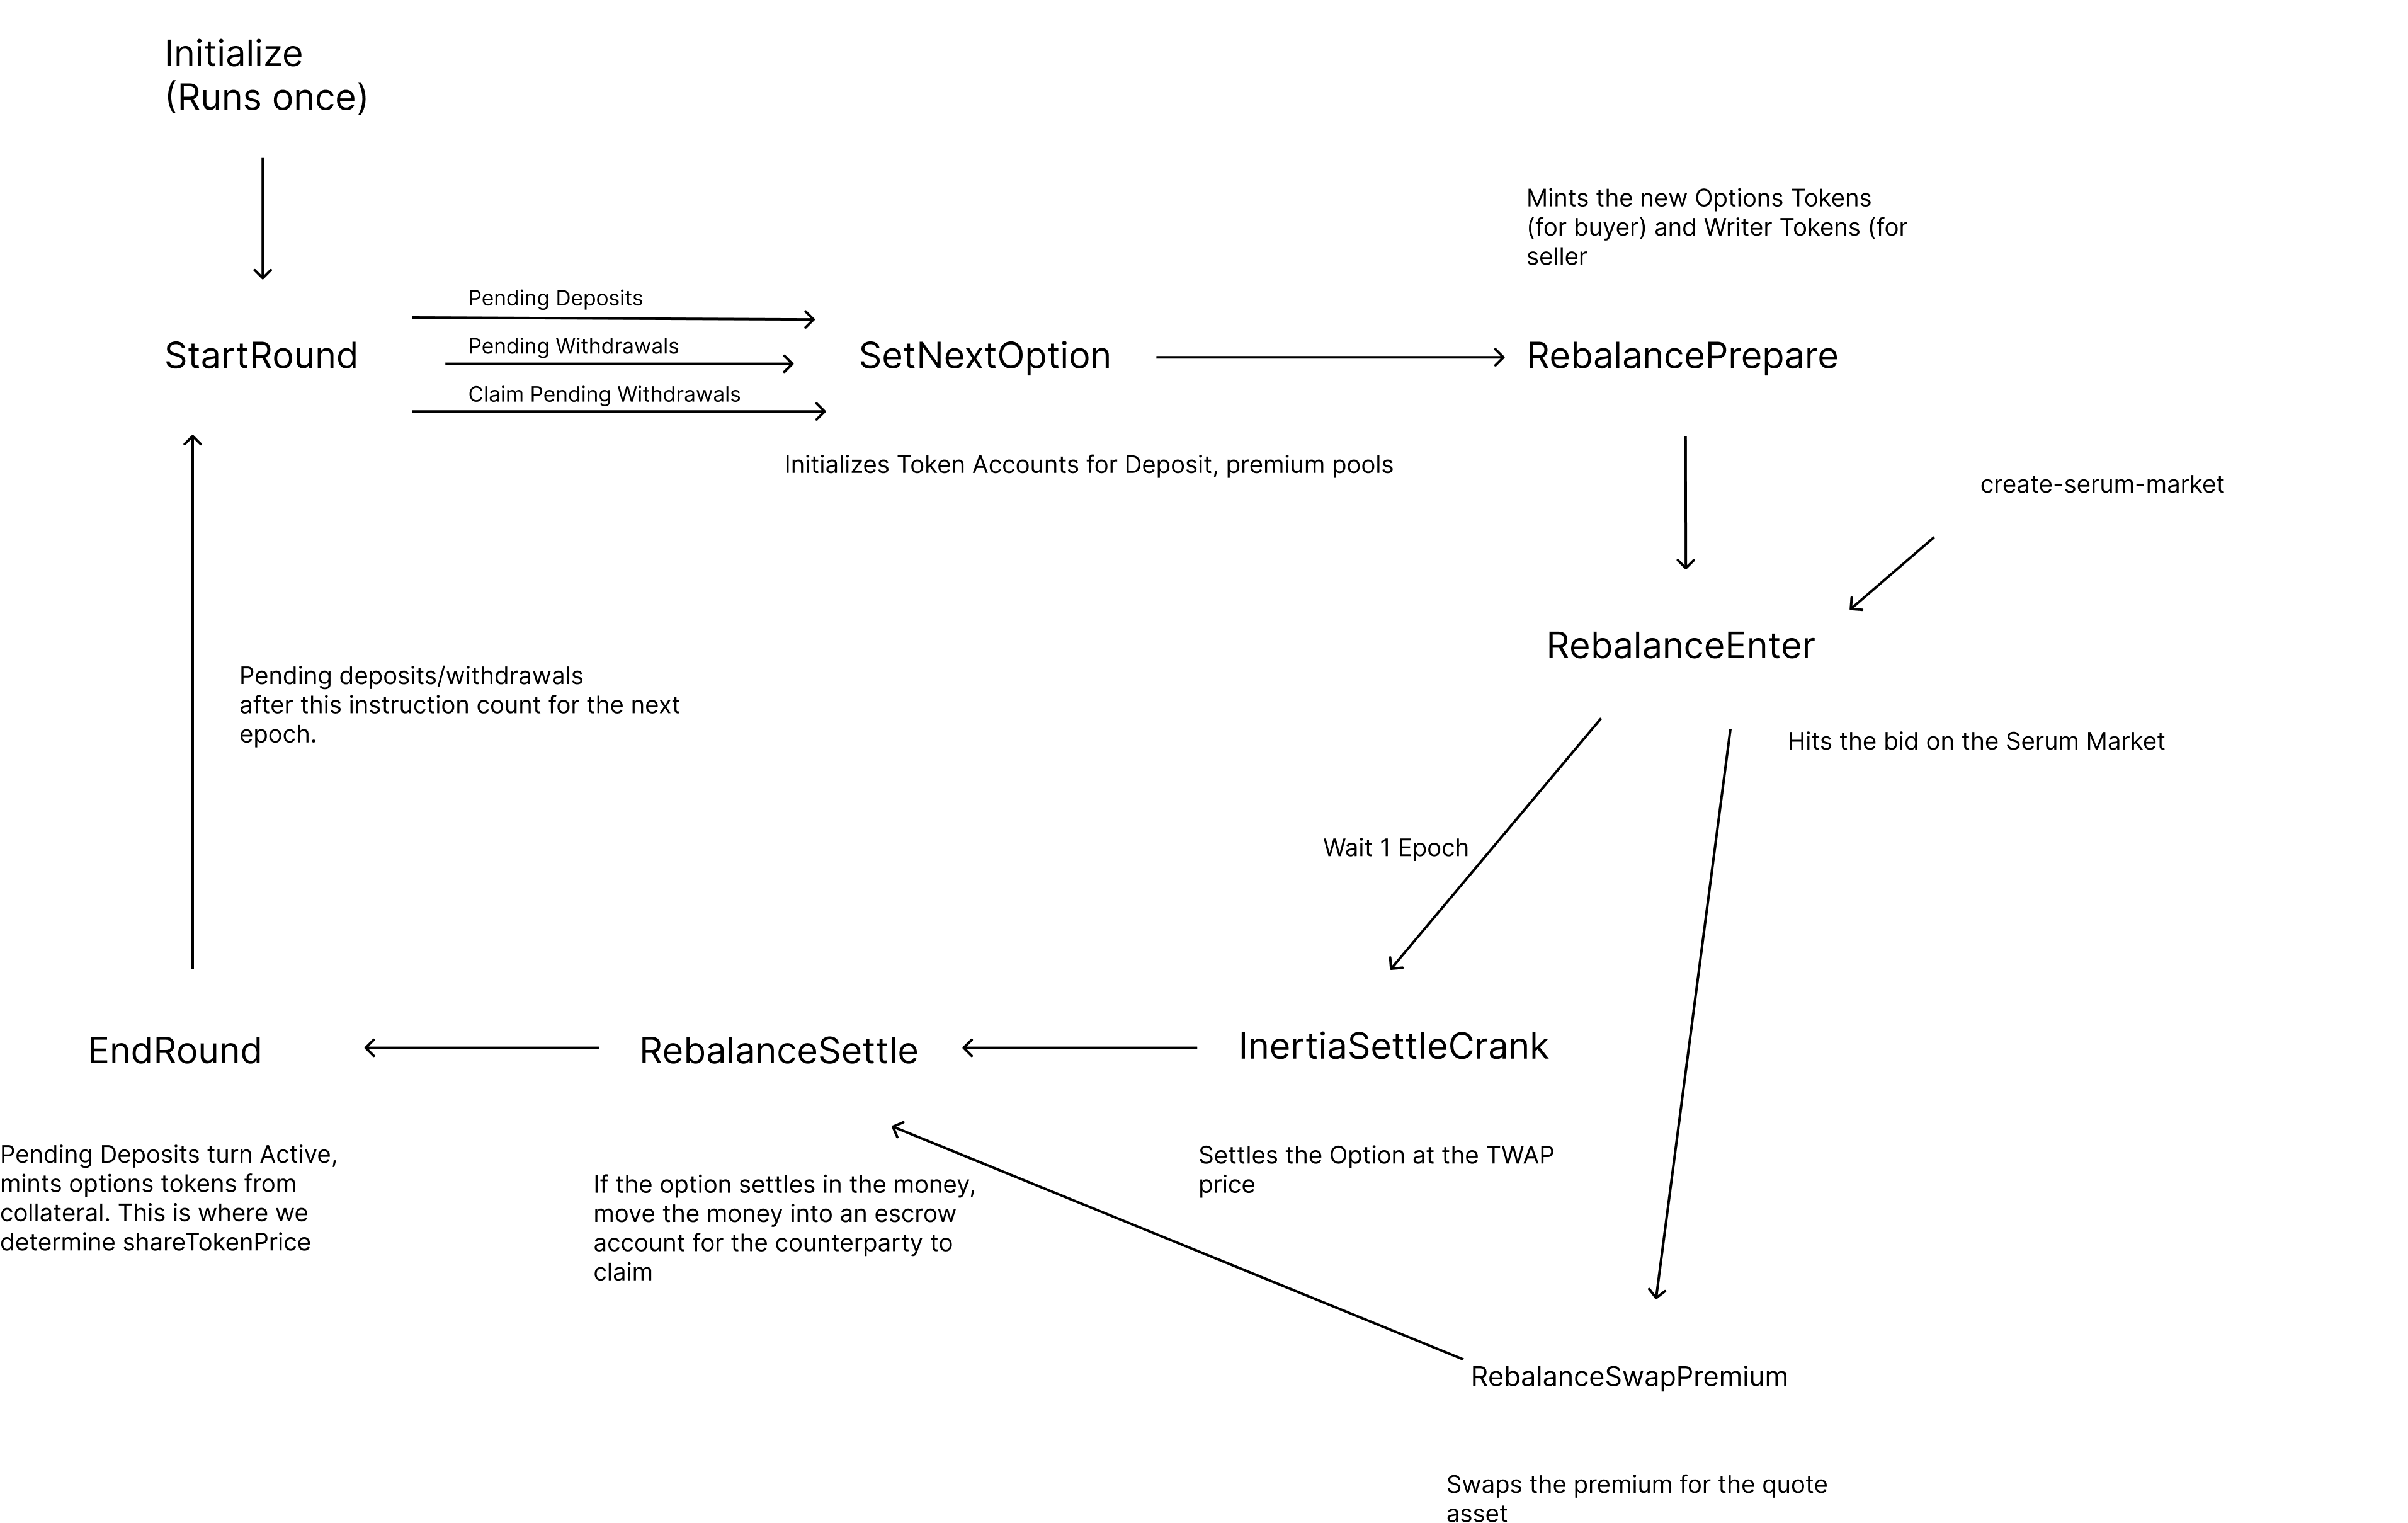 Initialize
(Runs once)
Mints the new Options Tokens
(for buyer) and Writer Tokens (for
seller
Pending Deposits
Pending Withdrawals
Claim Pending Withdrawals
StartRound
SetNextOption
RebalancePrepare
Initializes Token Accounts for Deposit, premium pools
create-serum-market
RebalanceEnter
Pending deposits/withdrawals
after this instruction count for the next
epoch.
Hits the bid on the Serum Market
Wait 1 Epoch
EndRound
RebalanceSettle
InertiaSettleCrank
Pending Deposits turn Active,
mints options tokens from
collateral. This is where we
determine shareTokenPrice
If the option settles in the money,
move the money into an escrow
account for the counterparty to
claim
Settles the Option at the TWAP
price
RebalanceSwapPremium
Swaps the premium for the quote
asset